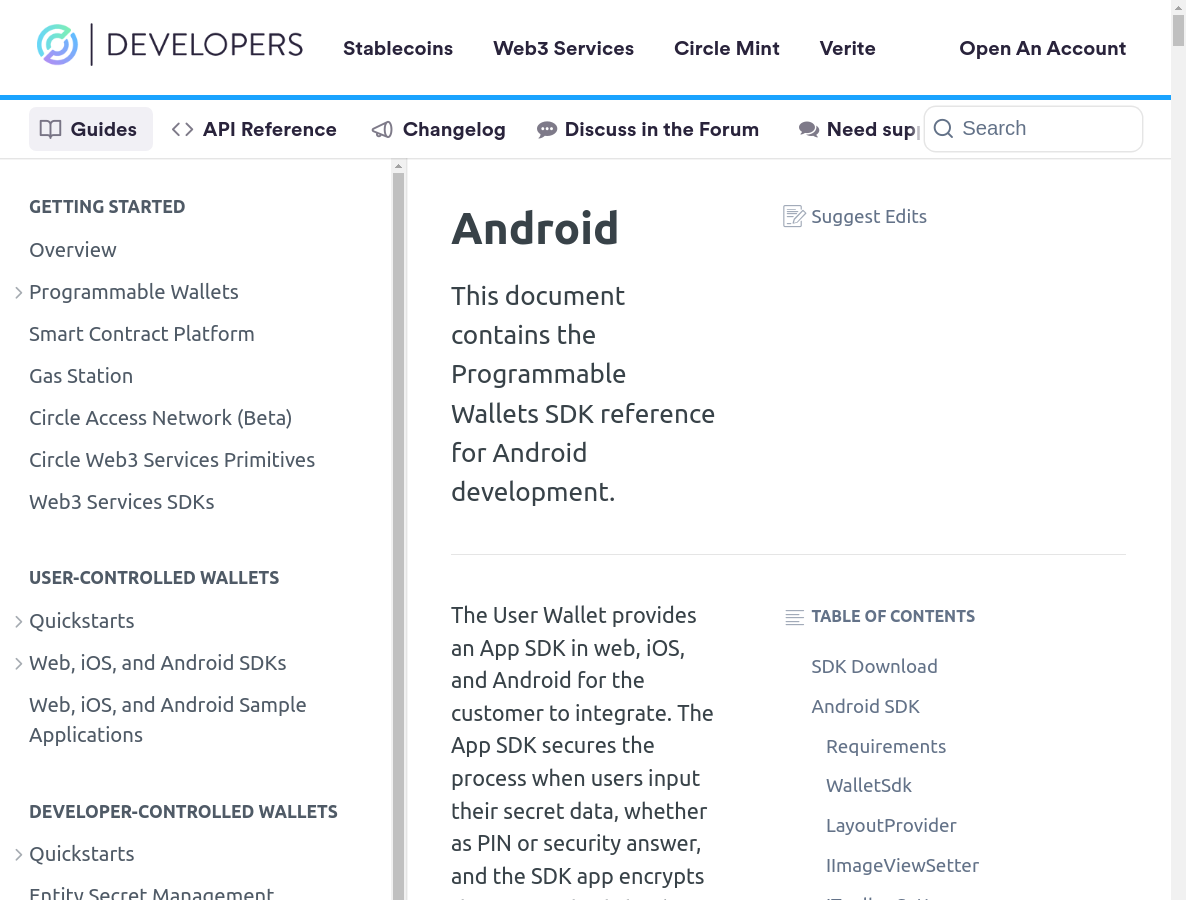 DEVELOPERS
Stablecoins
Web3 Services
Circle Mint
Verite
Open An Account
Guides
API Reference
Changelog
Discuss in the Forum
Need sup
Search
GETTING STARTED
Overview
Programmable Wallets
Smart Contract Platform
Gas Station
Circle Access Network (Beta)
Circle Web3 Services Primitives
Web3 Services SDKs
USER-CONTROLLED WALLETS
Quickstarts
Web, iOS, and Android SDKs
Web, iOS, and Android Sample
Applications
DEVELOPER-CONTROLLED WALLETS
Quickstarts
Entity Secret Management
Android
Suggest Edits
This document
contains the
Programmable
Wallets SDK reference
for Android
development.
The User Wallet provides
an App SDK in web, iOS,
and Android for the
customer to integrate. The
App SDK secures the
process when users input
their secret data, whether
as PIN or security answer,
and the SDK app encrypts
TABLE OF CONTENTS
SDK Download
Android SDK
Requirements
WalletSdk
LayoutProvider
IImageViewSetter